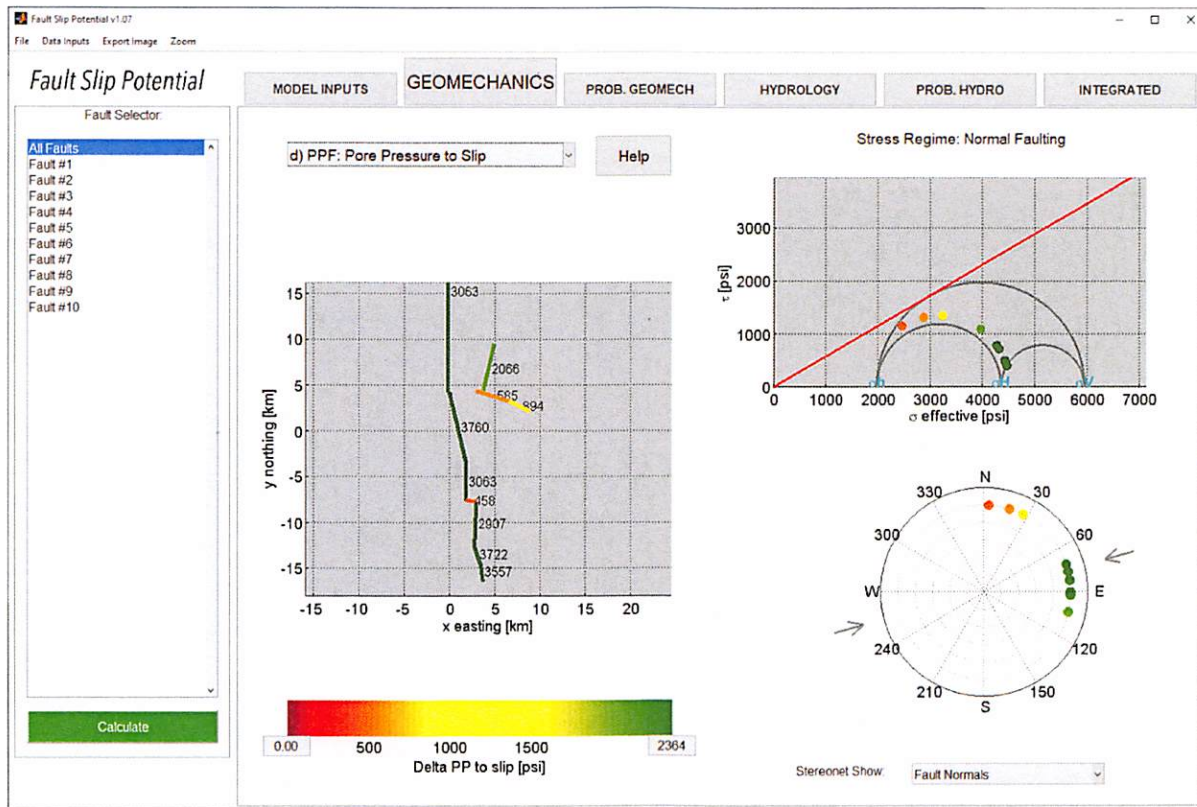 Fault Slip Potential v1.07
File Data Inputs Export Image Zoom
Fault Slip Potential
MODEL INPUTS
GEOMECHANICS
PROB. GEOMECH
HYDROLOGY
PROB. HYDRO
INTEGRATED
Fault Selector:
All Faults
Fault #1
Fault #2
Fault #3
Fault #4
Fault #5
Fault #6
Fault #7
Fault #8
Fault #9
Fault #10
Calculate
d) PPF: Pore Pressure to Slip
Help
15
10
5
0
-5
-10
-15
y northing [km]
3063
2066
585
894
3760
3063
458
2907
3722
3557
-15 -10 -5 0 5 10 15 20
x easting [km]
0.00 500 1000 1500 2364
Delta PP to slip [psi]
Stress Regime: Normal Faulting
3000
2000
1000
0
τ [psi]
0 1000 2000 3000 4000 5000 6000 7000
σ effective [psi]
N
330 30
300 60
W E
240 120
210 150
S
Stereonet Show: Fault Normals